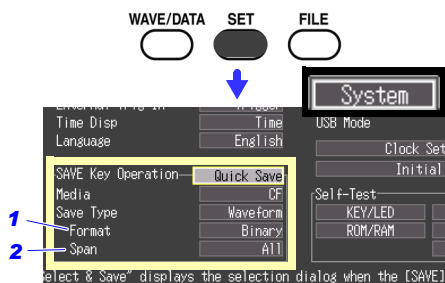 WAVE/DATA SET FILE
System
External Trig In Trigger
Time Disp Time USB Mode
Language English Clock Set
Initial
SAVE Key Operation Quick Save
Media CF Self-Test
Save Type Waveform KEY/LED
1 Format Binary ROM/RAM
2 Span All
elect & Save" displays the selection dialog when the [SAVE]